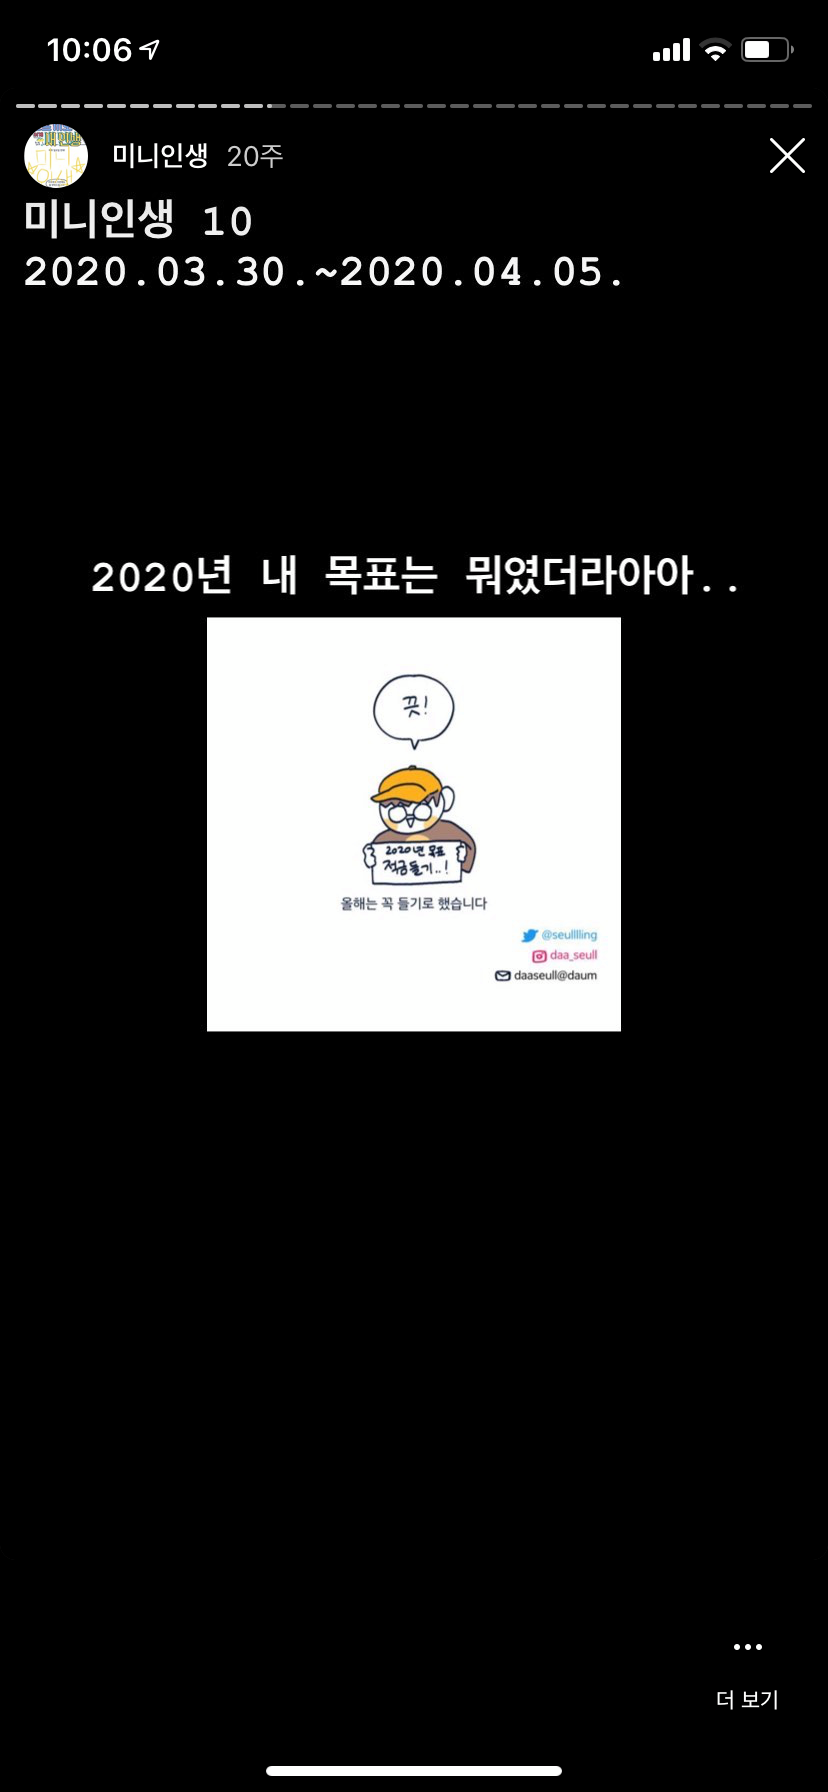 10:06
미니인생 20주
미니인생 10
2020.03.30.~2020.04.05.
2020년 내 목표는 뭐였더라아아..
끗!
2020년 목표
적금들기..!
올해는 꼭 들기로 했습니다
@seulllling
daa_seull
daaseull@daum
더 보기